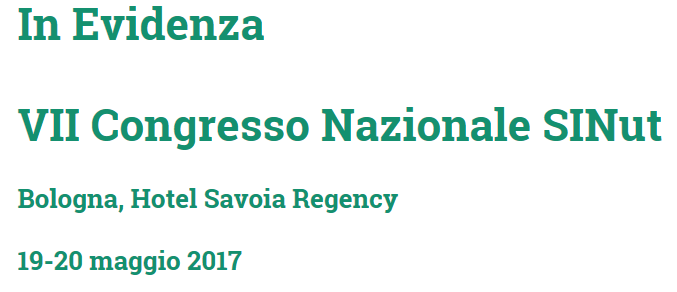 In Evidenza
VII Congresso Nazionale SINut
Bologna, Hotel Savoia Regency
19-20 maggio 2017